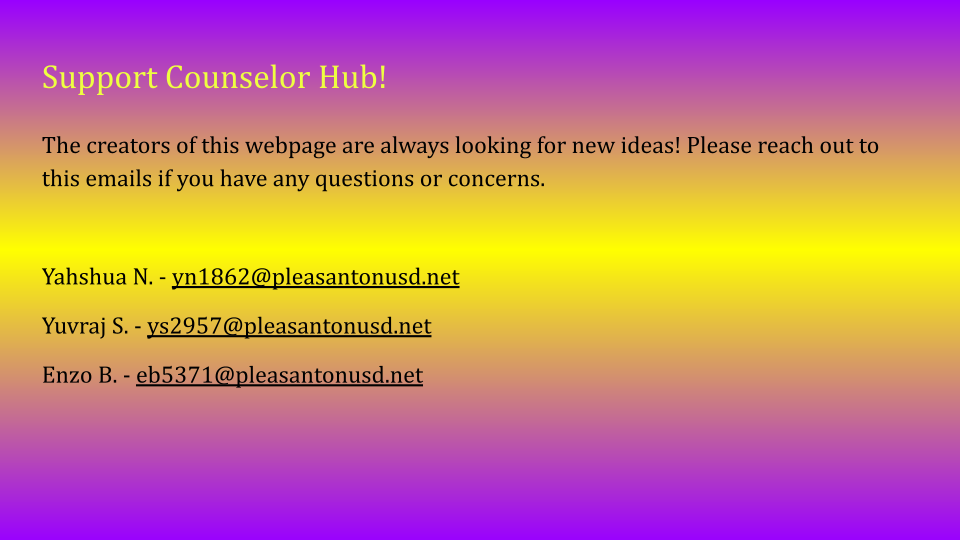 Support Counselor Hub!
The creators of this webpage are always looking for new ideas! Please reach out to
this emails if you have any questions or concerns.
Yahshua N. - yn1862@pleasantonusd.net
Yuvraj S. - ys2957@pleasantonusd.net
Enzo B. - eb5371@pleasantonusd.net